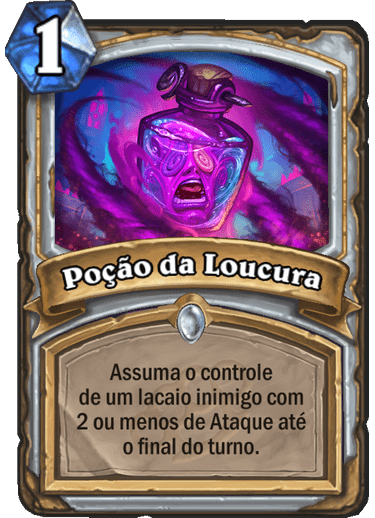 1
Poção da Loucura
Assuma o controle
de um lacaio inimigo com
2 ou menos de Ataque até
o final do turno.